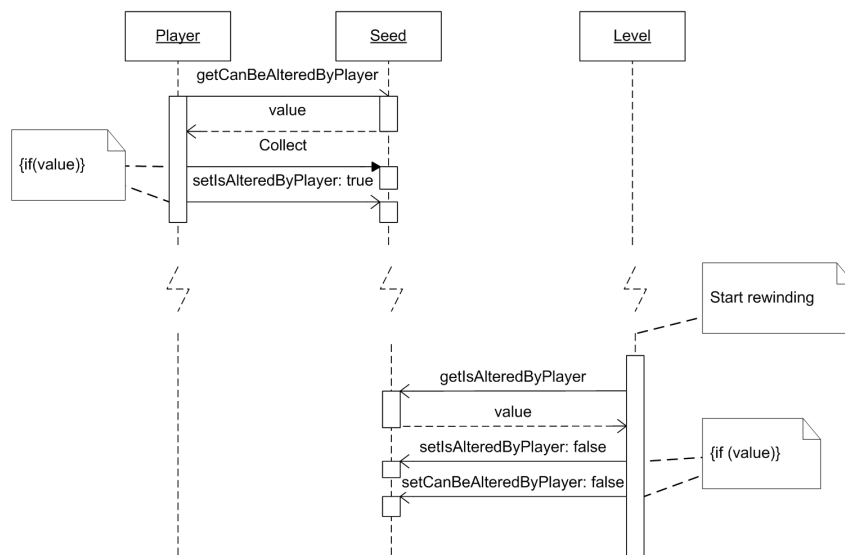 Player
Seed
Level
getCanBeAlteredByPlayer
value
Collect
{if(value)}
setIsAlteredByPlayer: true
Start rewinding
getIsAlteredByPlayer
value
setIsAlteredByPlayer: false
{if (value)}
setCanBeAlteredByPlayer: false